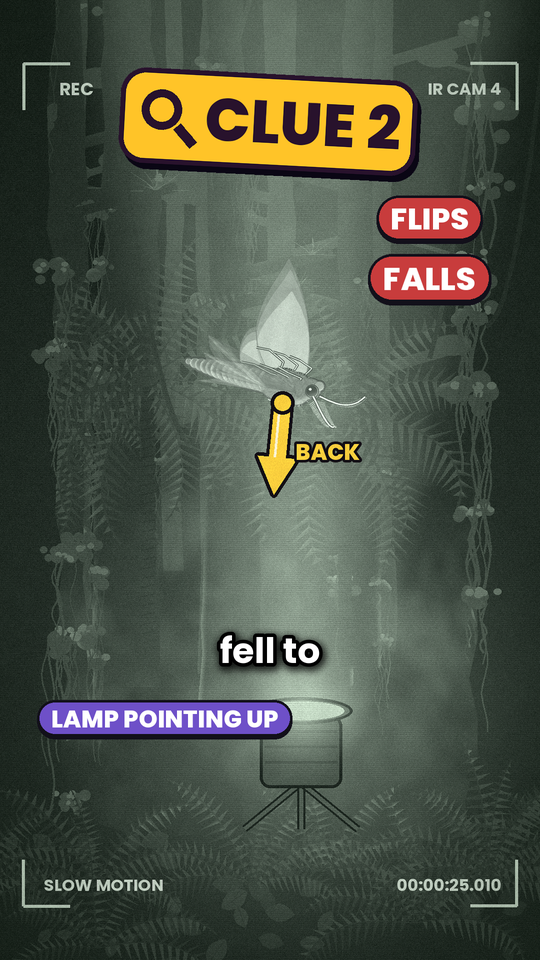 REC
IR CAM 4
CLUE 2
FLIPS
FALLS
BACK
fell to
LAMP POINTING UP
SLOW MOTION
00:00:25.010